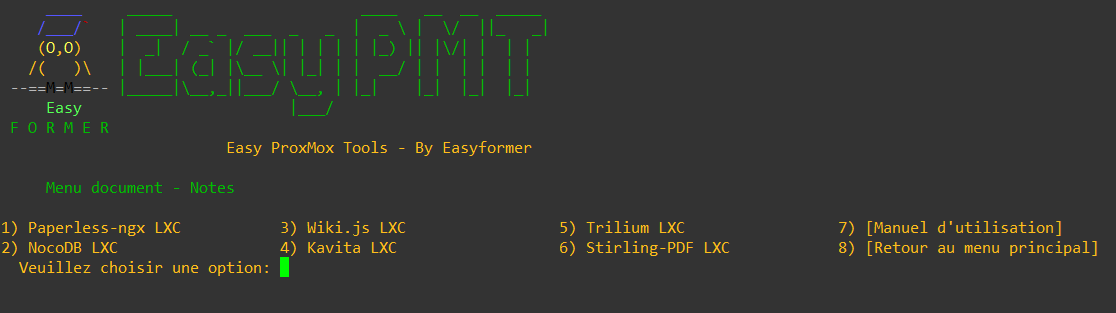 EasyPMT
(O,O)
--==M=M==--
Easy
F O R M E R
Easy ProxMox Tools - By Easyformer
Menu document - Notes
1) Paperless-ngx LXC 3) Wiki.js LXC 5) Trilium LXC 7) [Manuel d'utilisation]
2) NocoDB LXC 4) Kavita LXC 6) Stirling-PDF LXC 8) [Retour au menu principal]
Veuillez choisir une option: